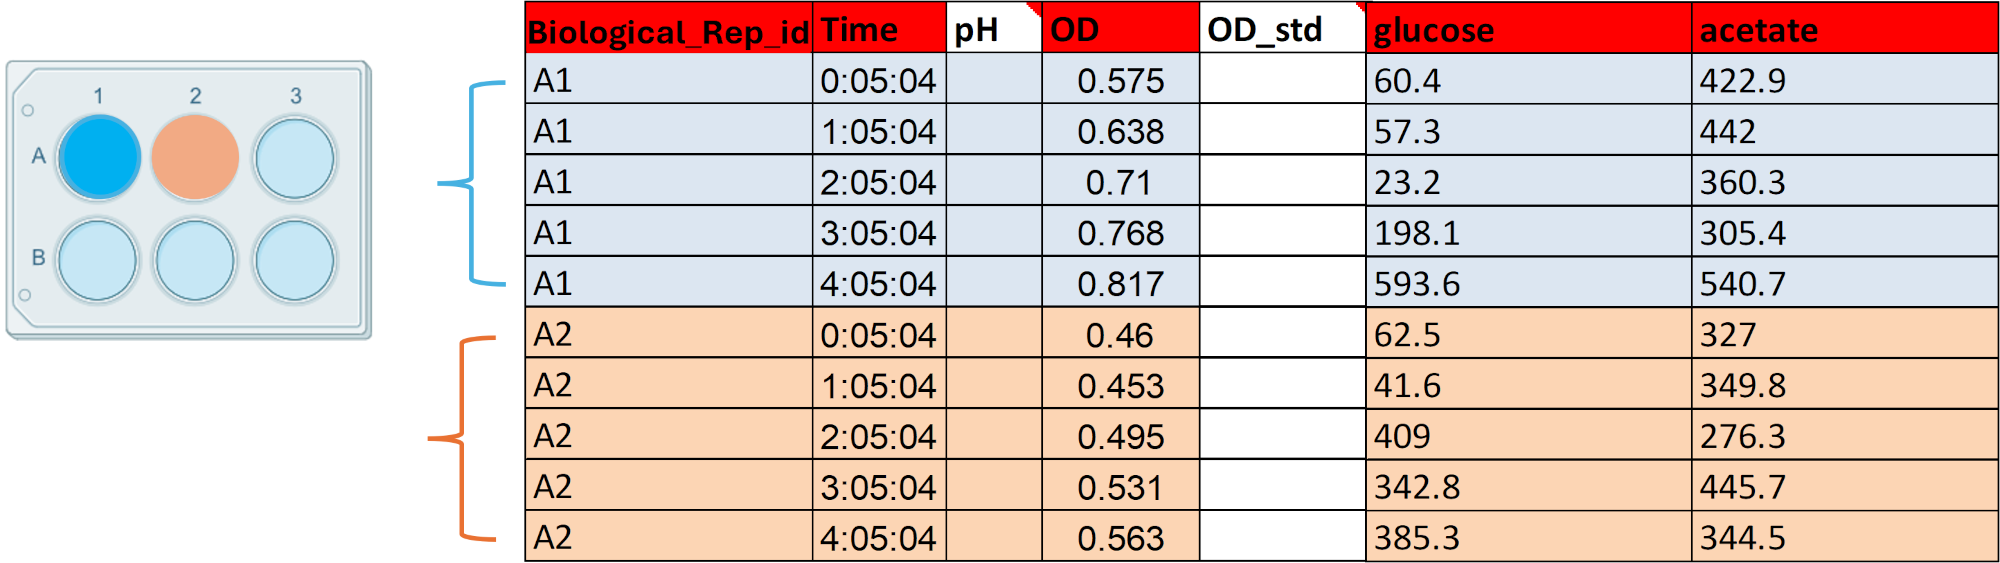 1 2 3
A
B
Biological_Rep_id Time pH OD OD_std glucose acetate
A1 0:05:04 0.575 60.4 422.9
A1 1:05:04 0.638 57.3 442
A1 2:05:04 0.71 23.2 360.3
A1 3:05:04 0.768 198.1 305.4
A1 4:05:04 0.817 593.6 540.7
A2 0:05:04 0.46 62.5 327
A2 1:05:04 0.453 41.6 349.8
A2 2:05:04 0.495 409 276.3
A2 3:05:04 0.531 342.8 445.7
A2 4:05:04 0.563 385.3 344.5